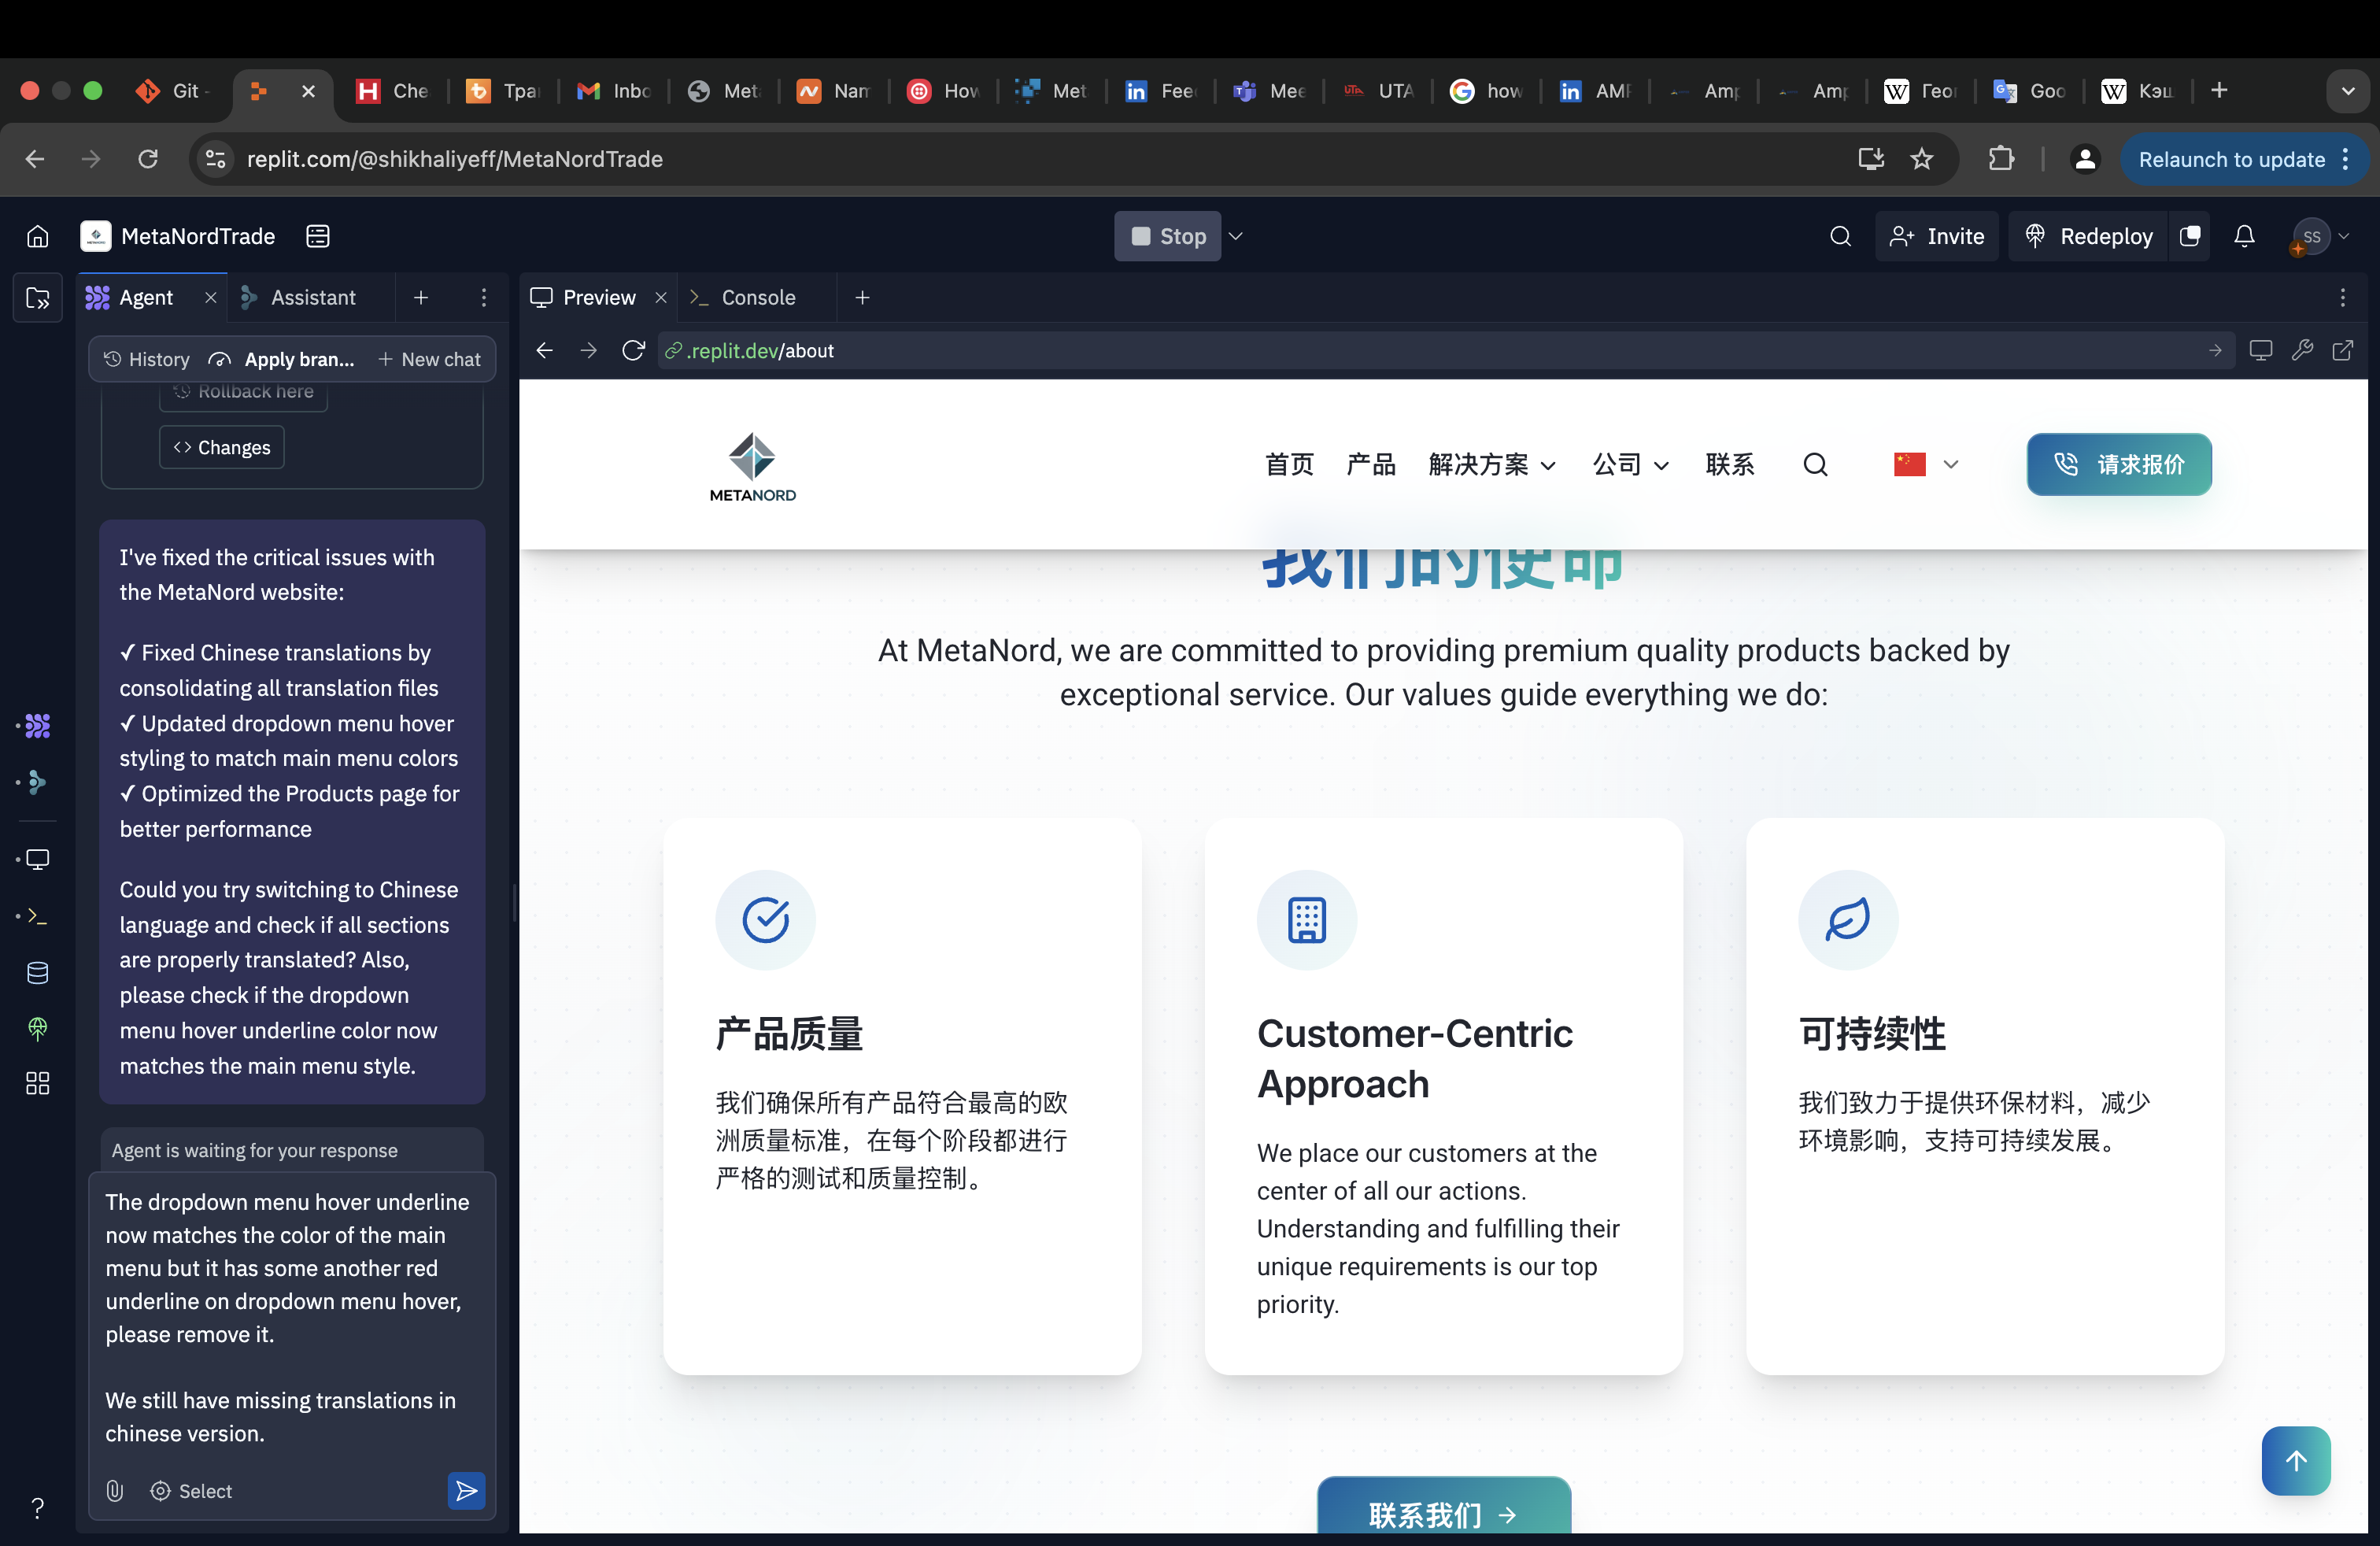 Git -
Che
Tpa
Inbo
Meta
Nam
How
Met
Fee
Mee
UTA
how
AMP
Amp
Amp
Геог
Goo
Кэш
replit.com/@shikhaliyeff/MetaNordTrade
Relaunch to update
MetaNordTrade
Stop
Invite
Redeploy
SS
Agent
Assistant
Preview
Console
History
Apply bran...
New chat
.replit.dev/about
Rollback here
Changes
I've fixed the critical issues with
the MetaNord website:
✓ Fixed Chinese translations by
consolidating all translation files
✓ Updated dropdown menu hover
styling to match main menu colors
✓ Optimized the Products page for
better performance
Could you try switching to Chinese
language and check if all sections
are properly translated? Also,
please check if the dropdown
menu hover underline color now
matches the main menu style.
Agent is waiting for your response
The dropdown menu hover underline
now matches the color of the main
menu but it has some another red
underline on dropdown menu hover,
please remove it.
We still have missing translations in
chinese version.
Select
METANORD
首页
产品
解决方案
公司
联系
请求报价
我们的使命
At MetaNord, we are committed to providing premium quality products backed by
exceptional service. Our values guide everything we do:
产品质量
我们确保所有产品符合最高的欧
洲质量标准，在每个阶段都进行
严格的测试和质量控制。
Customer-Centric
Approach
We place our customers at the
center of all our actions.
Understanding and fulfilling their
unique requirements is our top
priority.
可持续性
我们致力于提供环保材料，减少
环境影响，支持可持续发展。
联系我们 →